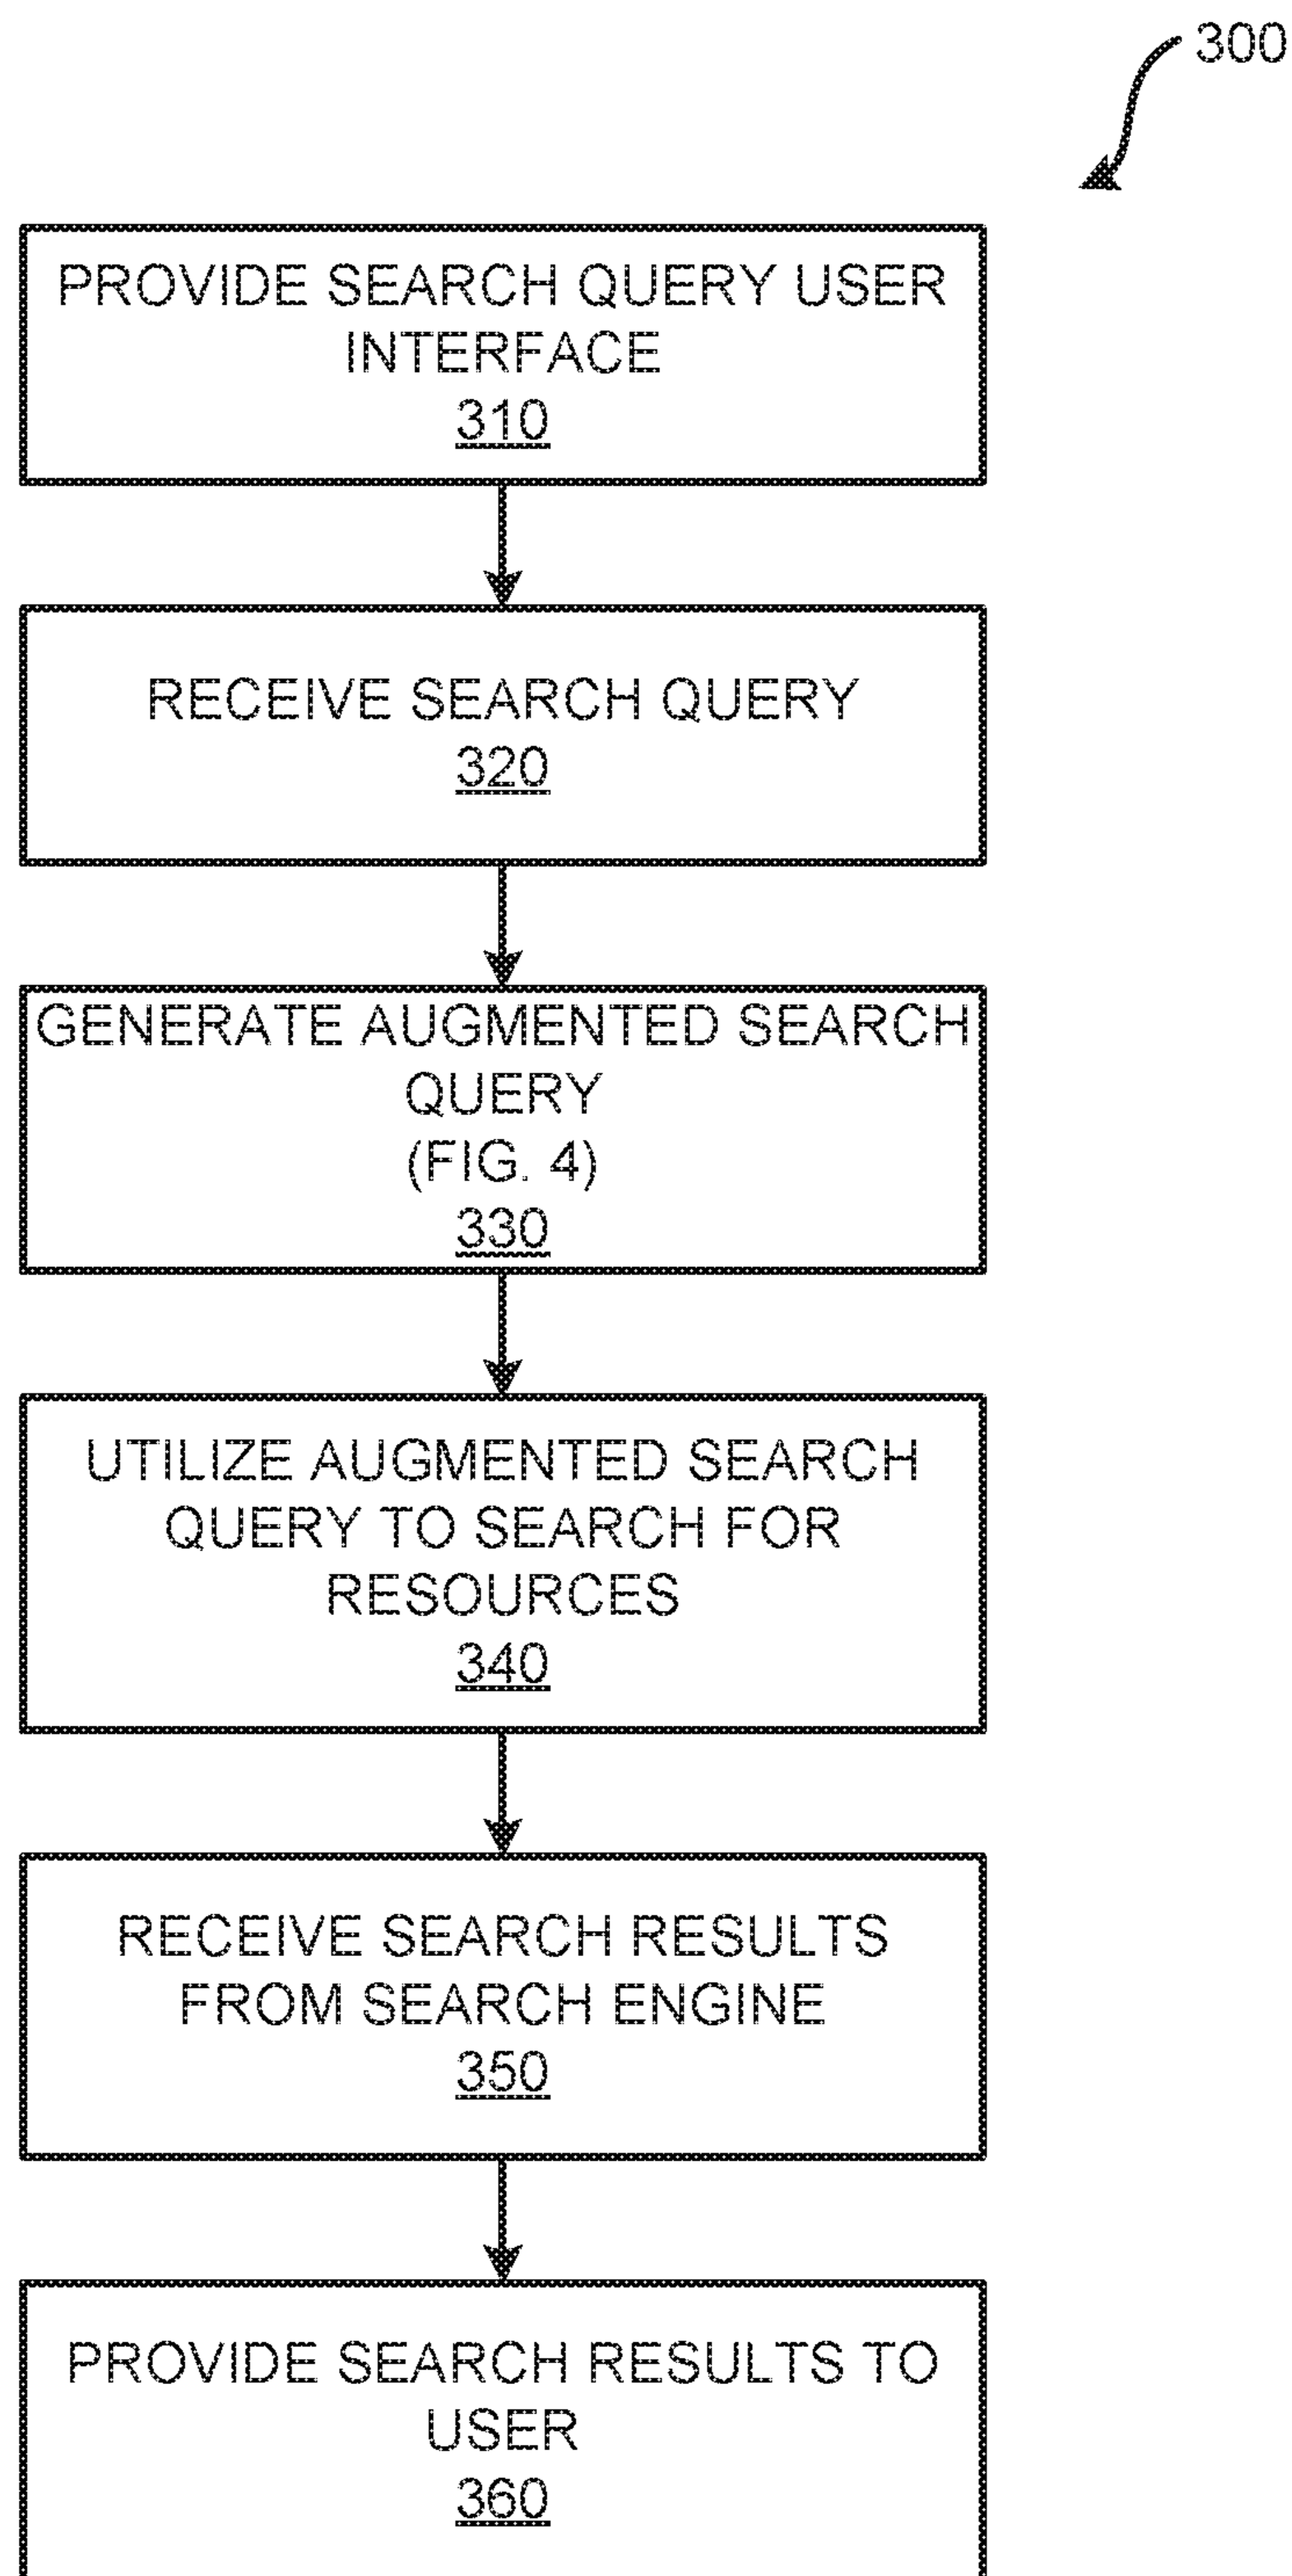 300
PROVIDE SEARCH QUERY USER
INTERFACE
310
RECEIVE SEARCH QUERY
320
GENERATE AUGMENTED SEARCH
QUERY
(FIG. 4)
330
UTILIZE AUGMENTED SEARCH
QUERY TO SEARCH FOR
RESOURCES
340
RECEIVE SEARCH RESULTS
FROM SEARCH ENGINE
350
PROVIDE SEARCH RESULTS TO
USER
360